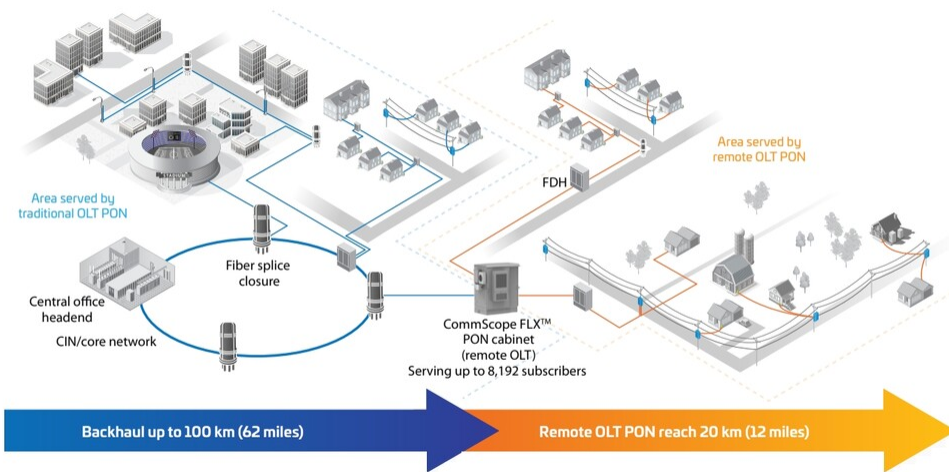 Area served by
remote OLT PON
FDH
Area served by
traditional OLT PON
Fiber splice
closure
Central office
headend
CIN/core network
CommScope FLX™
PON cabinet
(remote OLT)
Serving up to 8,192 subscribers
Backhaul up to 100 km (62 miles)
Remote OLT PON reach 20 km (12 miles)